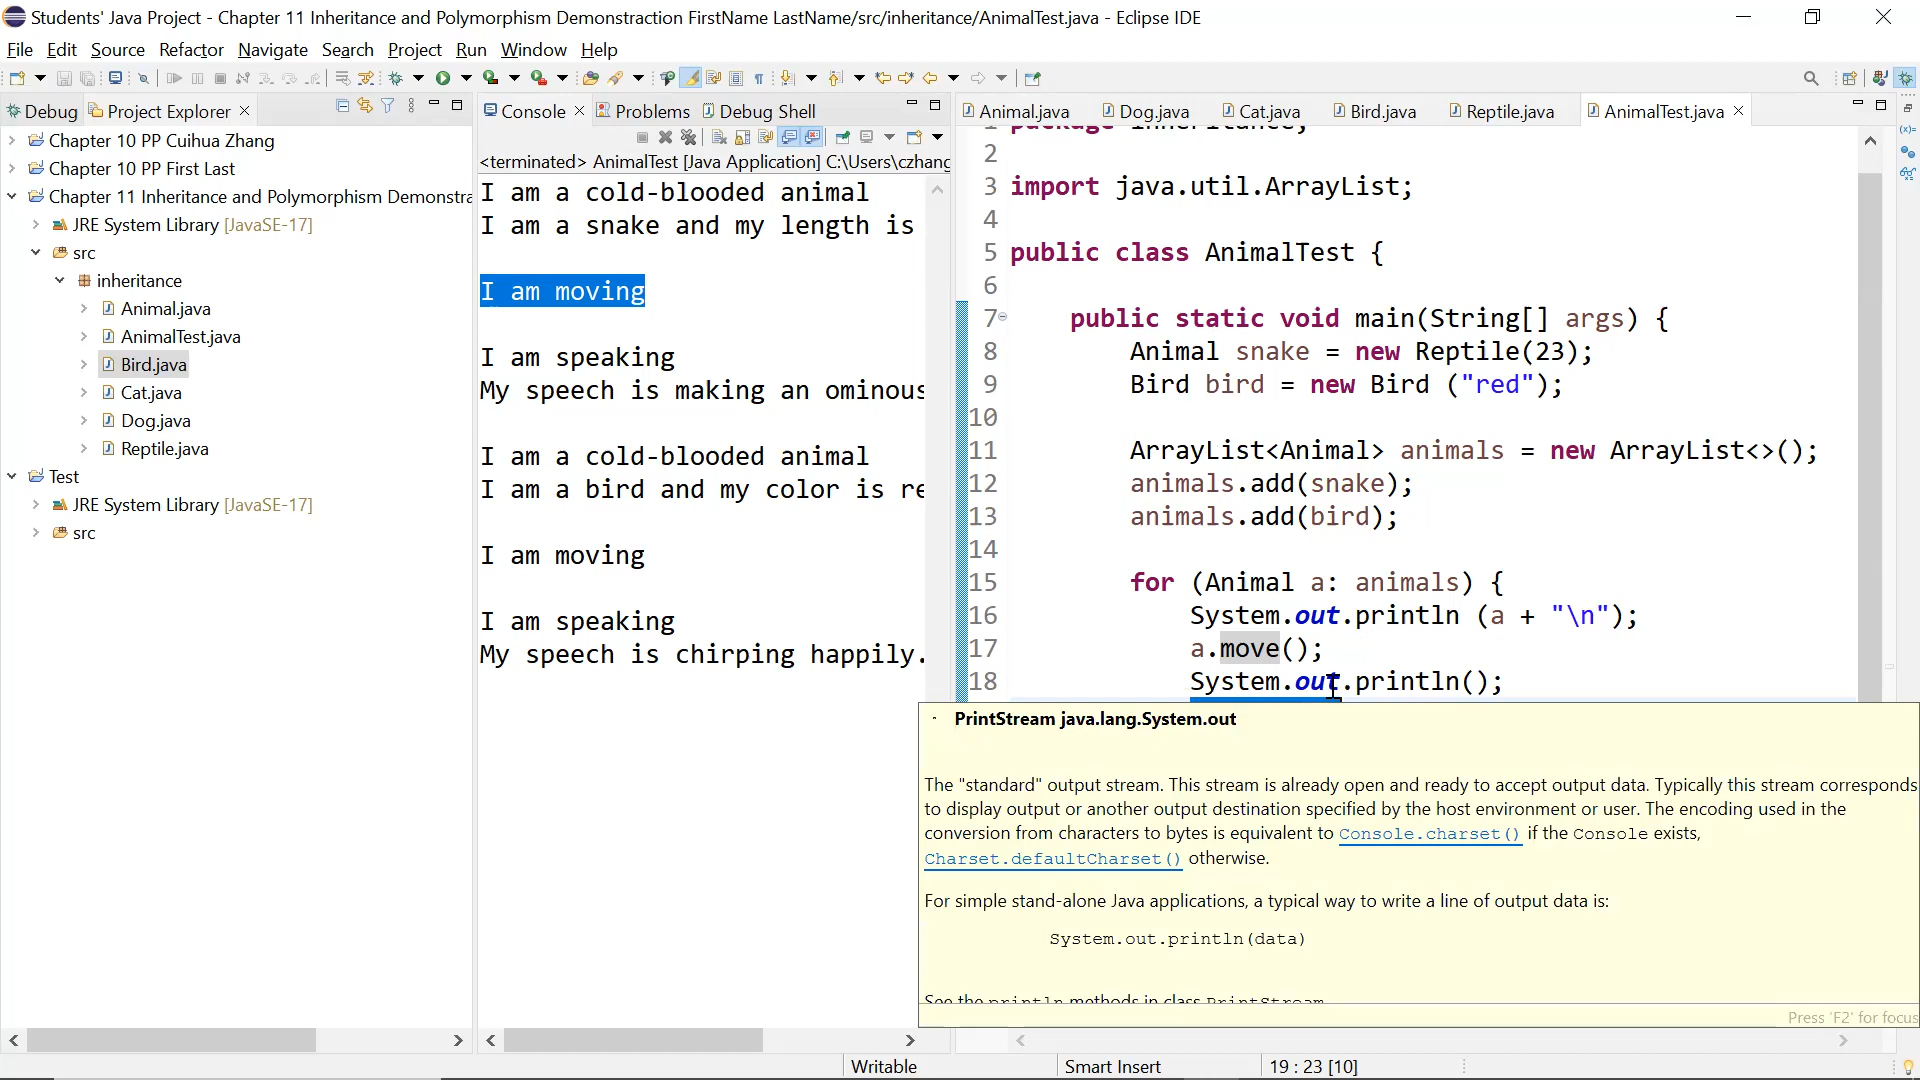 Students' Java Project - Chapter 11 Inheritance and Polymorphism Demonstraction FirstName LastName/src/inheritance/AnimalTest.java - Eclipse IDE
File Edit Source Refactor Navigate Search Project Run Window Help
Debug Project Explorer
Chapter 10 PP Cuihua Zhang
Chapter 10 PP First Last
Chapter 11 Inheritance and Polymorphism Demonstra
JRE System Library [JavaSE-17]
src
inheritance
Animal.java
AnimalTest.java
Bird.java
Cat.java
Dog.java
Reptile.java
Test
JRE System Library [JavaSE-17]
src
Console Problems Debug Shell
<terminated> AnimalTest [Java Application] C:\Users\czhang
I am a cold-blooded animal
I am a snake and my length is
I am moving
I am speaking
My speech is making an ominous
I am a cold-blooded animal
I am a bird and my color is re
I am moving
I am speaking
My speech is chirping happily.
Animal.java Dog.java Cat.java Bird.java Reptile.java AnimalTest.java
1 package inheritance;
2
3 import java.util.ArrayList;
4
5 public class AnimalTest {
6
7 public static void main(String[] args) {
8 Animal snake = new Reptile(23);
9 Bird bird = new Bird ("red");
10
11 ArrayList<Animal> animals = new ArrayList<>();
12 animals.add(snake);
13 animals.add(bird);
14
15 for (Animal a: animals) {
16 System.out.println (a + "\n");
17 a.move();
18 System.out.println();
PrintStream java.lang.System.out
The "standard" output stream. This stream is already open and ready to accept output data. Typically this stream corresponds
to display output or another output destination specified by the host environment or user. The encoding used in the
conversion from characters to bytes is equivalent to Console.charset() if the Console exists,
Charset.defaultCharset() otherwise.
For simple stand-alone Java applications, a typical way to write a line of output data is:
System.out.println(data)
See the println methods in class PrintStream
Press 'F2' for focus
Writable Smart Insert 19 : 23 [10]